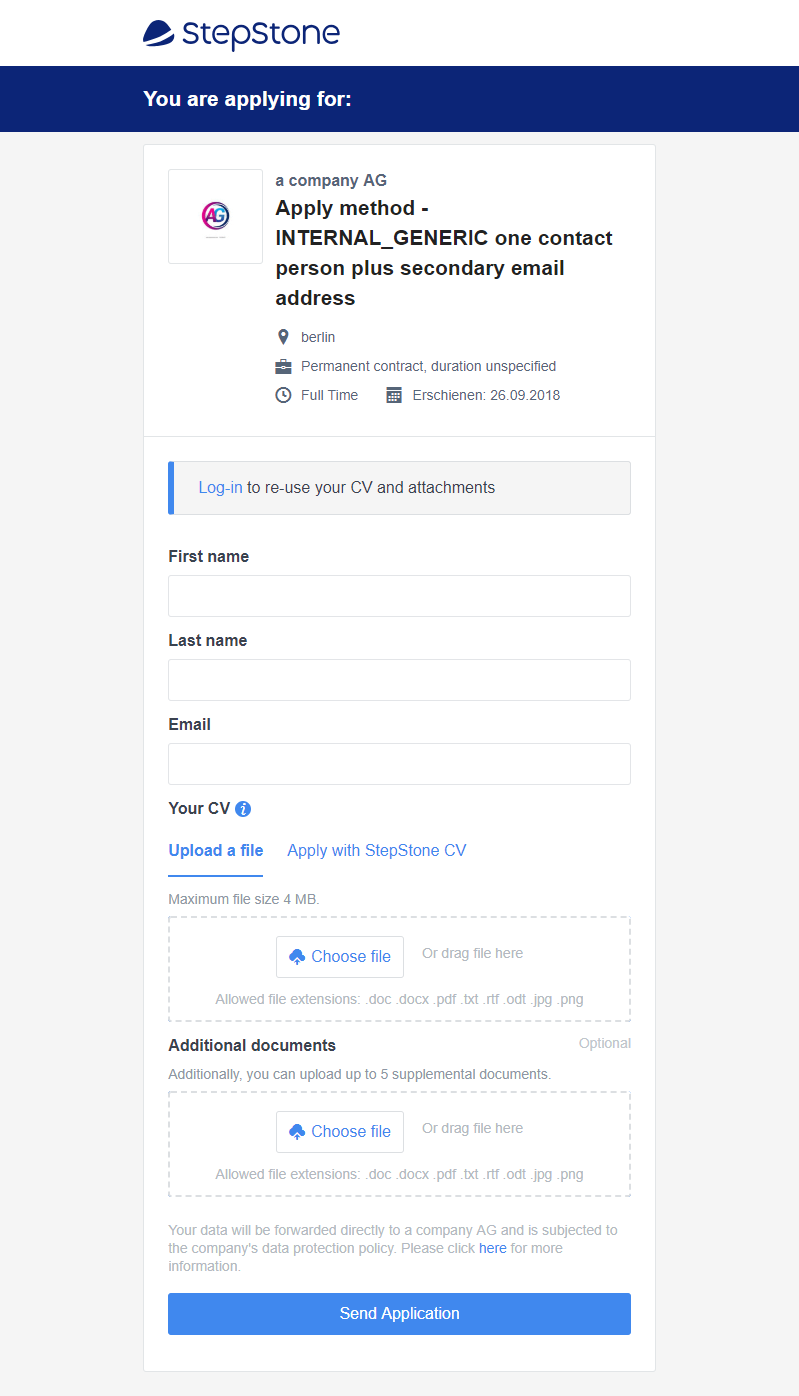 StepStone
You are applying for:
AG
a company AG
Apply method -
INTERNAL_GENERIC one contact
person plus secondary email
address
berlin
Permanent contract, duration unspecified
Full Time Erschienen: 26.09.2018
Log-in to re-use your CV and attachments
First name
Last name
Email
Your CV i
Upload a file Apply with StepStone CV
Maximum file size 4 MB.
Choose file Or drag file here
Allowed file extensions: .doc .docx .pdf .txt .rtf .odt .jpg .png
Additional documents Optional
Additionally, you can upload up to 5 supplemental documents.
Choose file Or drag file here
Allowed file extensions: .doc .docx .pdf .txt .rtf .odt .jpg .png
Your data will be forwarded directly to a company AG and is subjected to
the company's data protection policy. Please click here for more
information.
Send Application